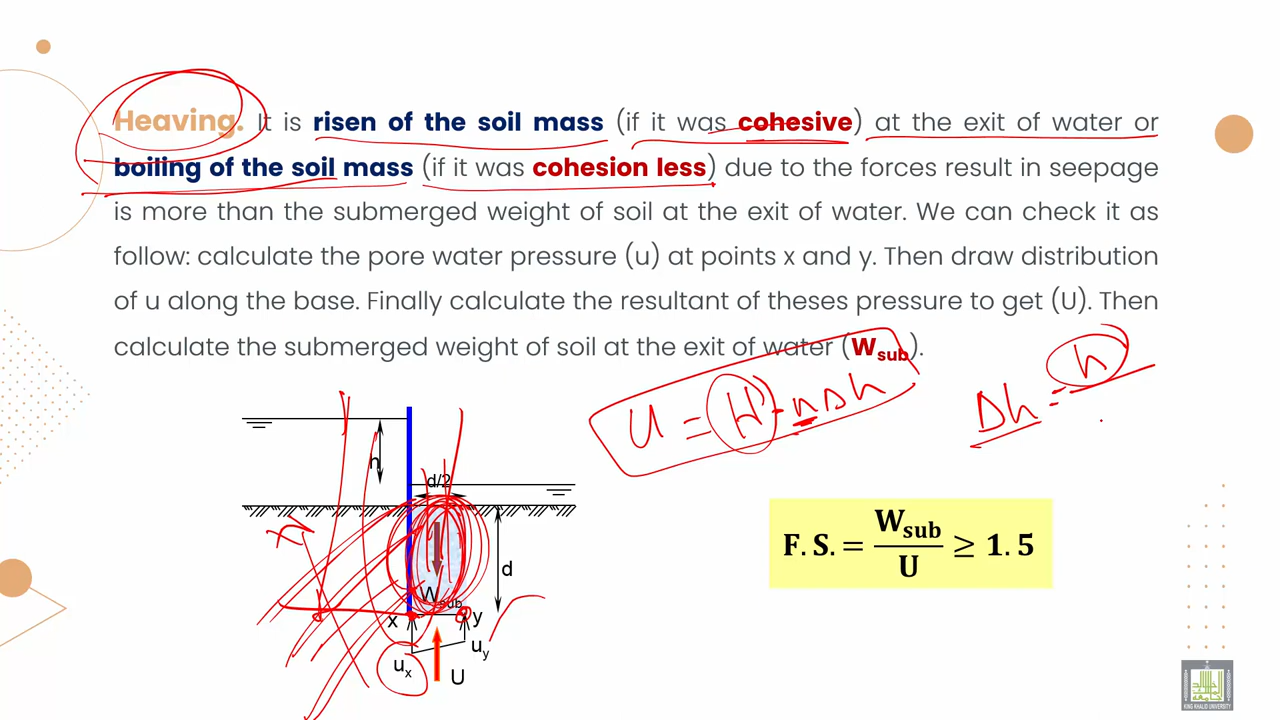 Heaving. It is risen of the soil mass (if it was cohesive) at the exit of water or
boiling of the soil mass (if it was cohesion less) due to the forces result in seepage
is more than the submerged weight of soil at the exit of water. We can check it as
follow: calculate the pore water pressure (u) at points x and y. Then draw distribution
of u along the base. Finally calculate the resultant of theses pressure to get (U). Then
calculate the submerged weight of soil at the exit of water (Wsub).
U = H - nΔh
Δh = h
h
d/2
d
Wsub
x
y
ux
uy
U
F.S. = Wsub / U ≥ 1.5
KING KHALID UNIVERSITY